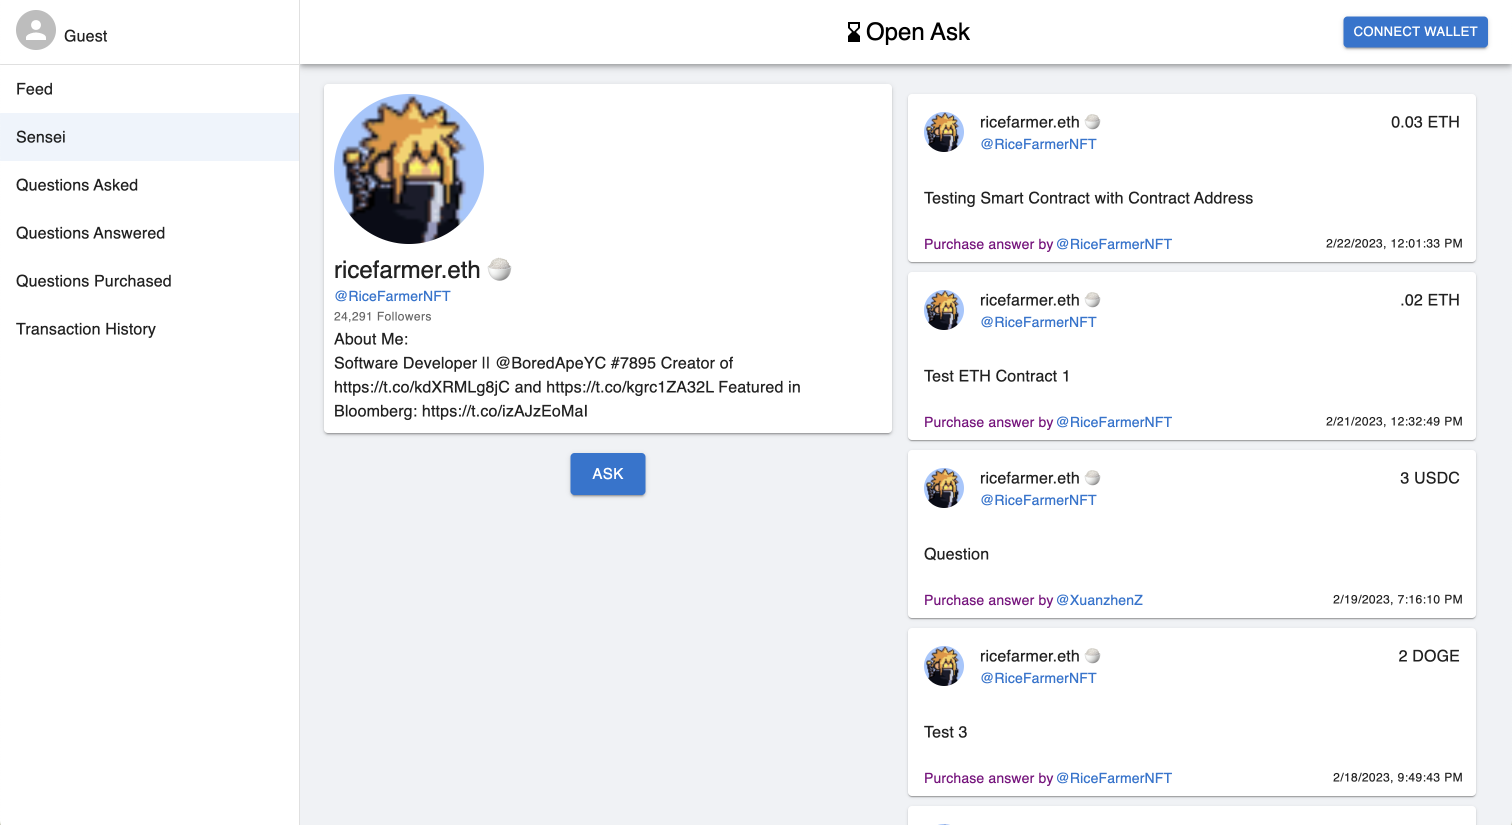 Guest
Feed
Sensei
Questions Asked
Questions Answered
Questions Purchased
Transaction History
Open Ask
CONNECT WALLET
ricefarmer.eth 🍚
@RiceFarmerNFT
24,291 Followers
About Me:
Software Developer || @BoredApeYC #7895 Creator of
https://t.co/kdXRMLg8jC and https://t.co/kgrc1ZA32L Featured in
Bloomberg: https://t.co/izAJzEoMaI
ASK
ricefarmer.eth 🍚
0.03 ETH
@RiceFarmerNFT
Testing Smart Contract with Contract Address
Purchase answer by @RiceFarmerNFT
2/22/2023, 12:01:33 PM
ricefarmer.eth 🍚
.02 ETH
@RiceFarmerNFT
Test ETH Contract 1
Purchase answer by @RiceFarmerNFT
2/21/2023, 12:32:49 PM
ricefarmer.eth 🍚
3 USDC
@RiceFarmerNFT
Question
Purchase answer by @XuanzhenZ
2/19/2023, 7:16:10 PM
ricefarmer.eth 🍚
2 DOGE
@RiceFarmerNFT
Test 3
Purchase answer by @RiceFarmerNFT
2/18/2023, 9:49:43 PM